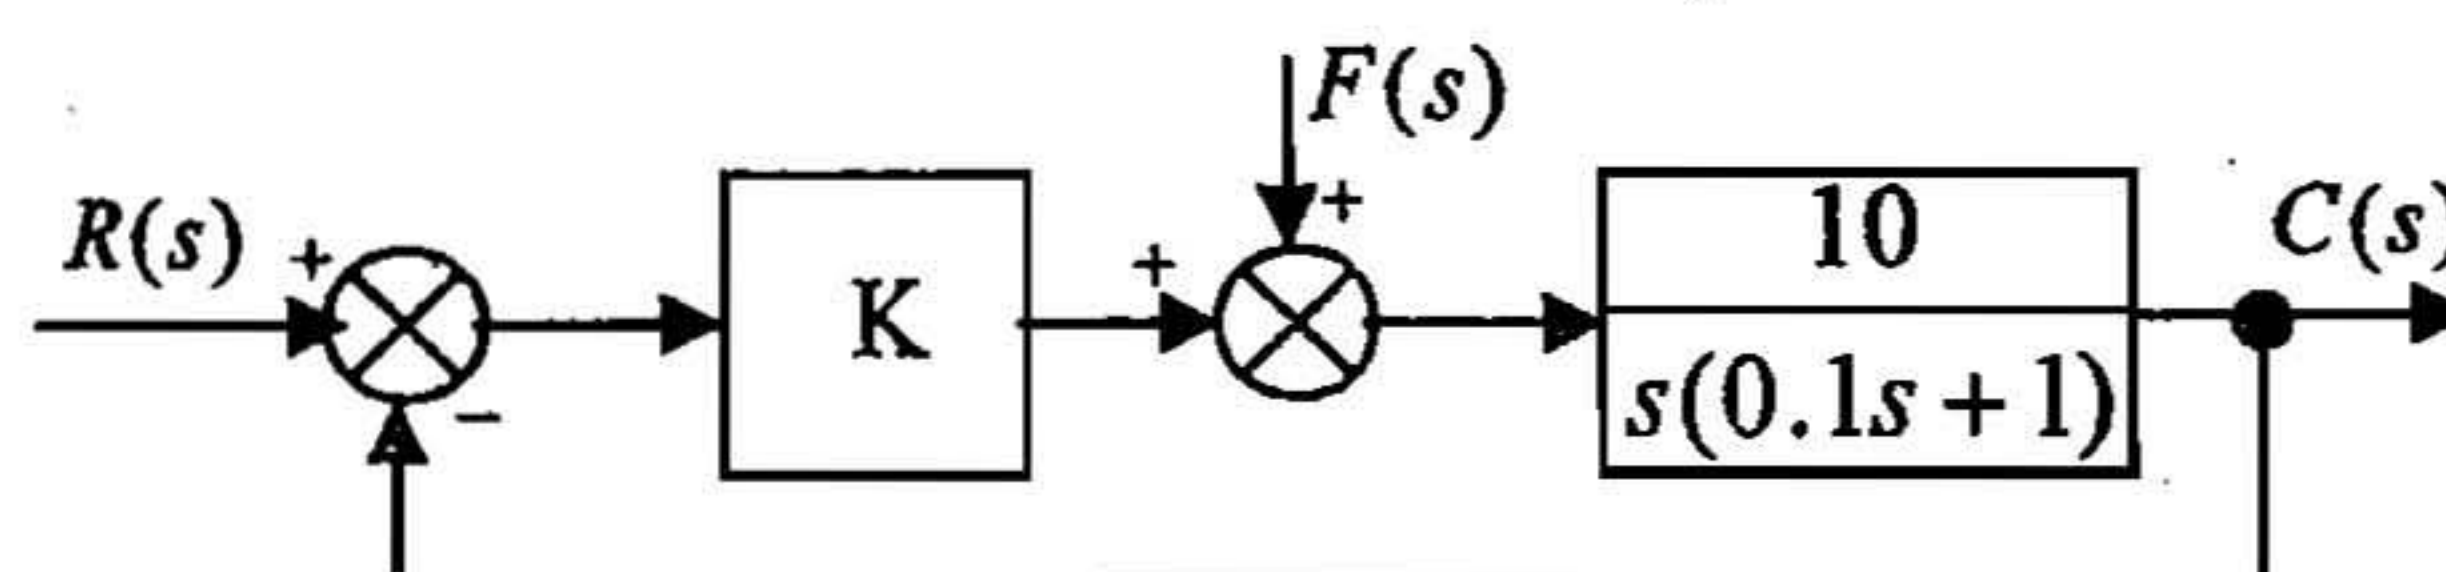 F(s)
R(s)
+
K
+
+
10
s(0.1s+1)
C(s)
−